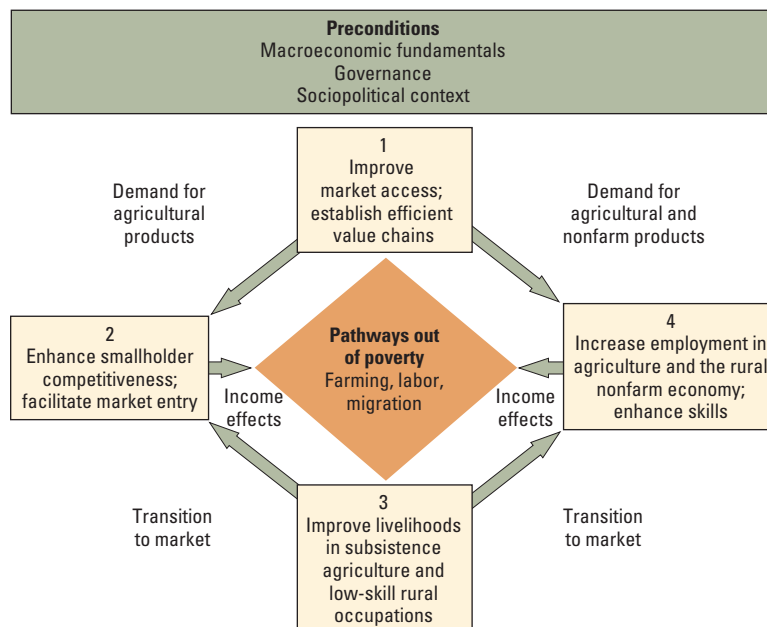 Preconditions
Macroeconomic fundamentals
Governance
Sociopolitical context
1
Improve
market access;
establish efficient
value chains
Demand for
agricultural
products
Demand for
agricultural and
nonfarm products
2
Enhance smallholder
competitiveness;
facilitate market entry
Pathways out
of poverty
Farming, labor,
migration
4
Increase employment in
agriculture and the rural
nonfarm economy;
enhance skills
Income
effects
Income
effects
Transition
to market
3
Improve livelihoods
in subsistence
agriculture and
low-skill rural
occupations
Transition
to market